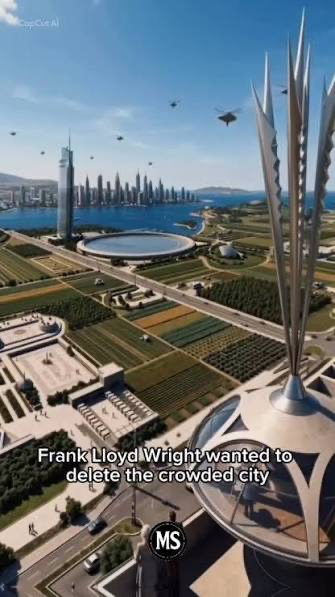 CapCut AI
Frank Lloyd Wright wanted to
delete the crowded city
MS